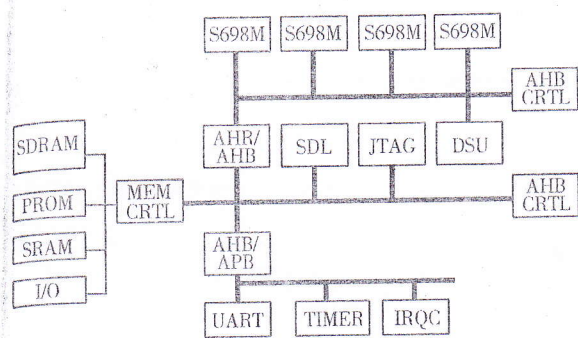 S698M S698M S698M S698M
AHB
CRTL
AHR/
AHB
SDL
JTAG
DSU
SDRAM
PROM
SRAM
I/O
MEM
CRTL
AHB
CRTL
AHB/
APB
UART
TIMER
IRQC